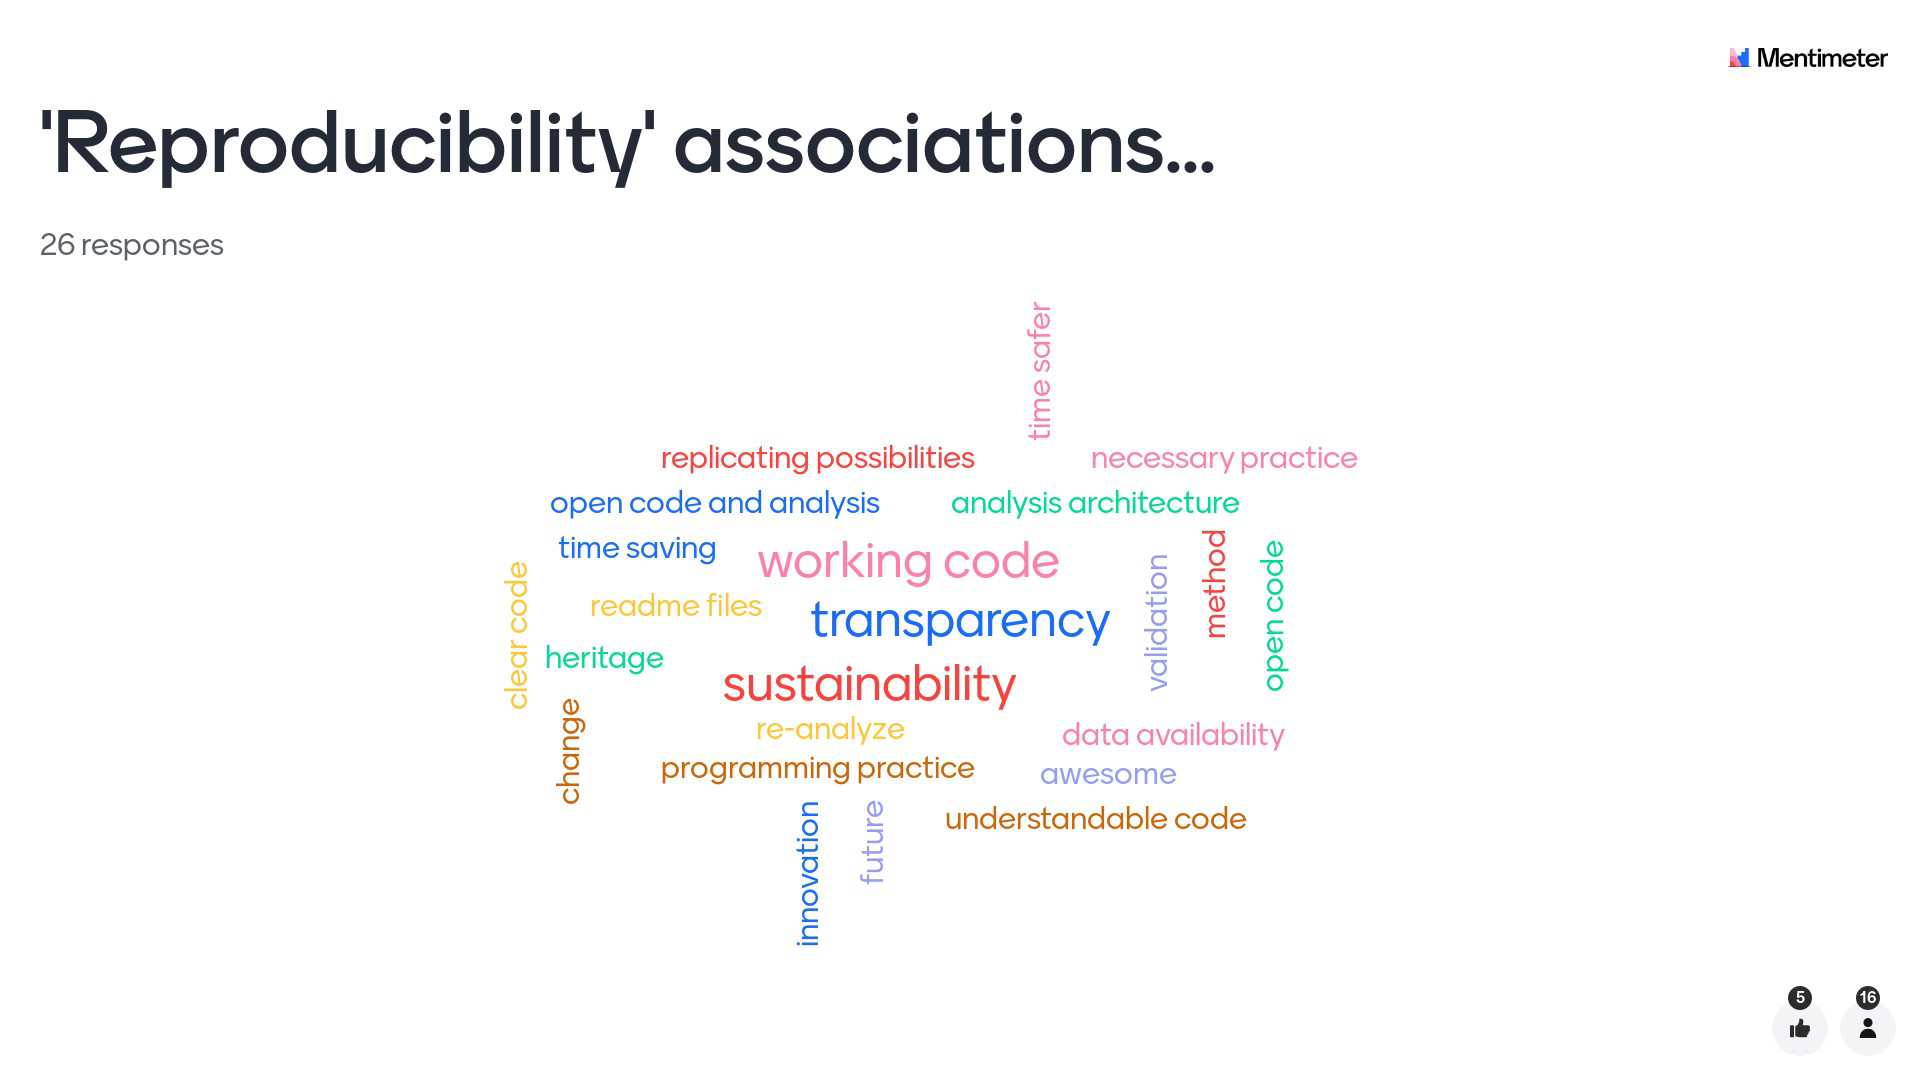 Mentimeter
'Reproducibility' associations...
26 responses
time safer
replicating possibilities
necessary practice
open code and analysis
analysis architecture
time saving
working code
method
open code
validation
clear code
readme files
transparency
heritage
sustainability
change
re-analyze
data availability
programming practice
awesome
innovation
future
understandable code
5
16